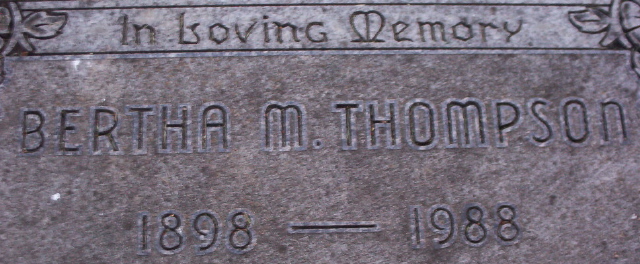 In Loving Memory
BERTHA M. THOMPSON
1898 — 1988